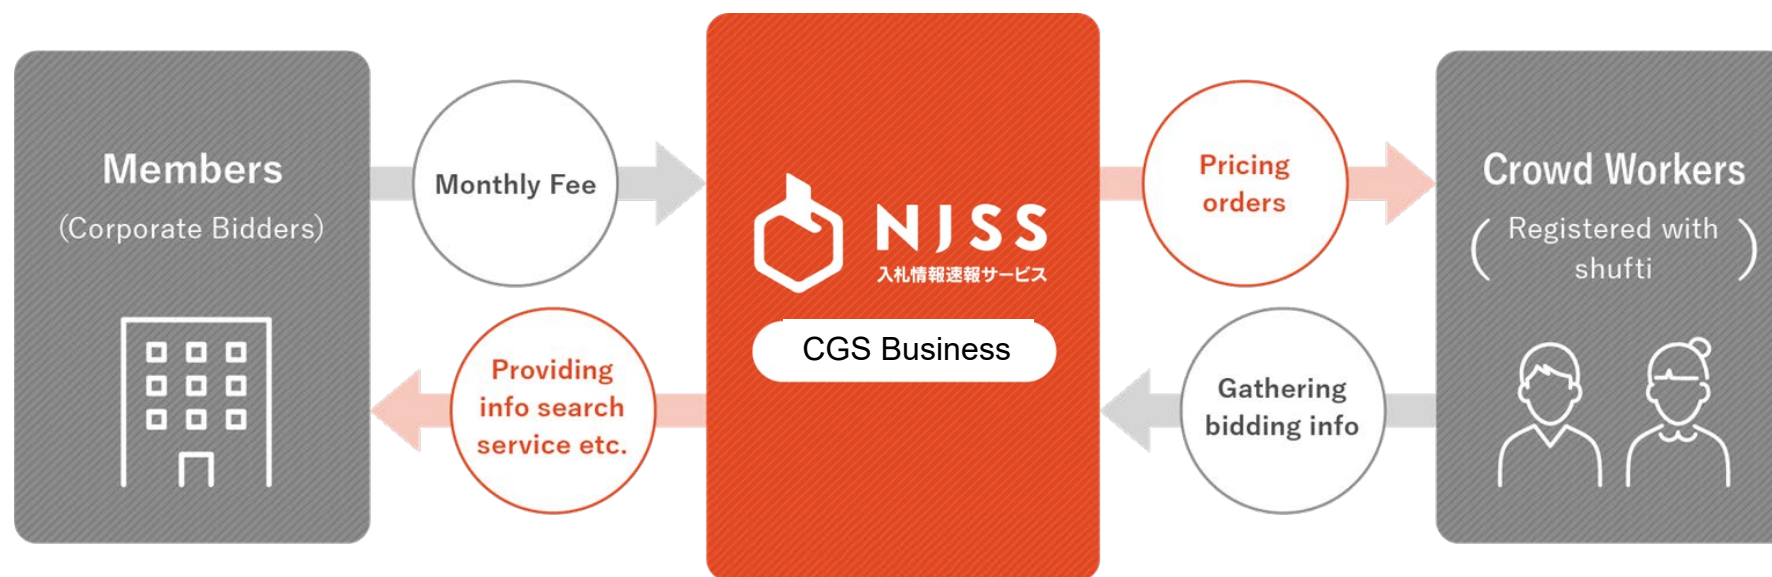 Members
(Corporate Bidders)
Monthly Fee
Providing
info search
service etc.
NJSS
入札情報速報サービス
CGS Business
Pricing
orders
Gathering
bidding info
Crowd Workers
(Registered with
shufti)